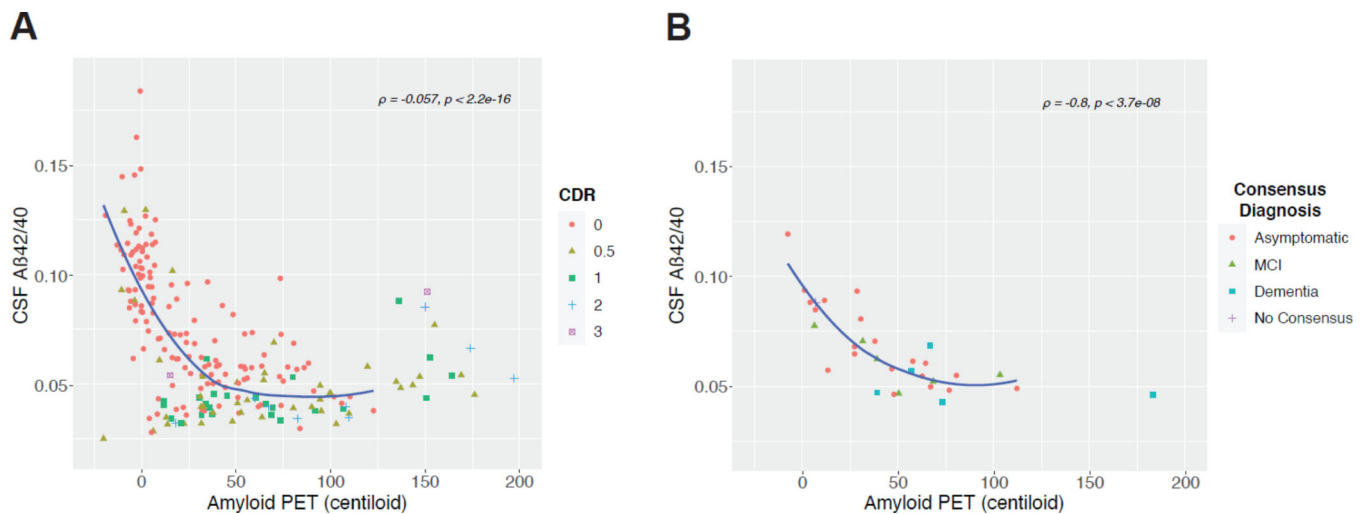 A
ρ = -0.057, p < 2.2e-16
CSF Aß42/40
0.15
0.10
0.05
0
50
100
150
200
Amyloid PET (centiloid)
CDR
0
0.5
1
2
3
B
ρ = -0.8, p < 3.7e-08
CSF Aß42/40
0.15
0.10
0.05
0
50
100
150
200
Amyloid PET (centiloid)
Consensus
Diagnosis
Asymptomatic
MCI
Dementia
No Consensus